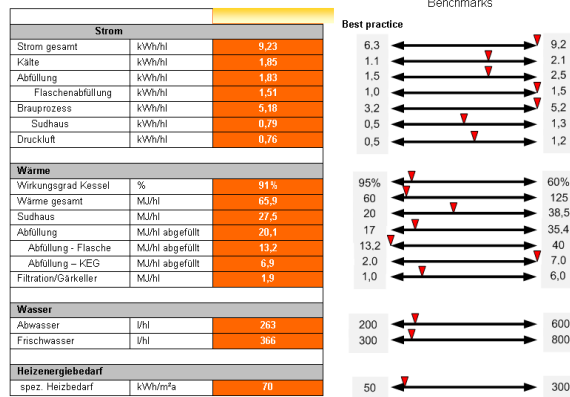 Benchmarks
Best practice
Strom
Strom gesamt kWh/hl 9,23 6,3 9,2
Kälte kWh/hl 1,85 1.1 2.1
Abfüllung kWh/hl 1,83 1,5 2,5
Flaschenabfüllung kWh/hl 1,51 1,0 1,5
Brauprozess kWh/hl 5,18 3,2 5,2
Sudhaus kWh/hl 0,79 0,5 1,3
Druckluft kWh/hl 0,76 0,5 1,2
Wärme
Wirkungsgrad Kessel % 91% 95% 60%
Wärme gesamt MJ/hl 65,9 60 125
Sudhaus MJ/hl 27,5 20 38,5
Abfüllung MJ/hl abgefüllt 20,1 17 35,4
Abfüllung - Flasche MJ/hl abgefüllt 13,2 13,2 40
Abfüllung – KEG MJ/hl abgefüllt 6,9 2.0 7,0
Filtration/Gärkeller MJ/hl 1,9 1,0 6,0
Wasser
Abwasser l/hl 263 200 600
Frischwasser l/hl 366 300 800
Heizenergiebedarf
spez. Heizbedarf kWh/m²a 70 50 300